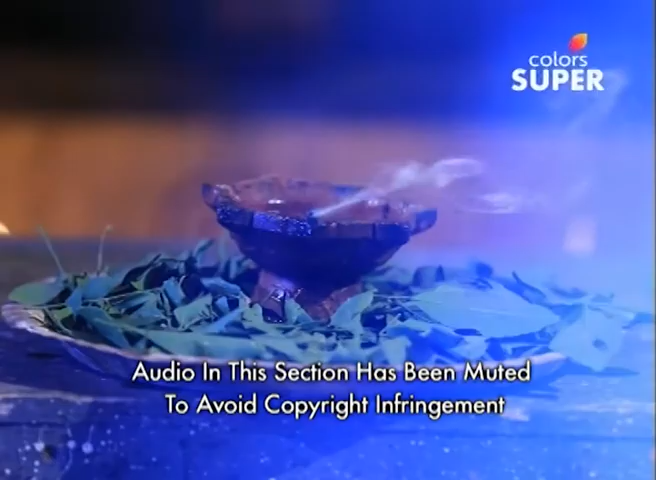 colors
SUPER
Audio In This Section Has Been Muted
To Avoid Copyright Infringement